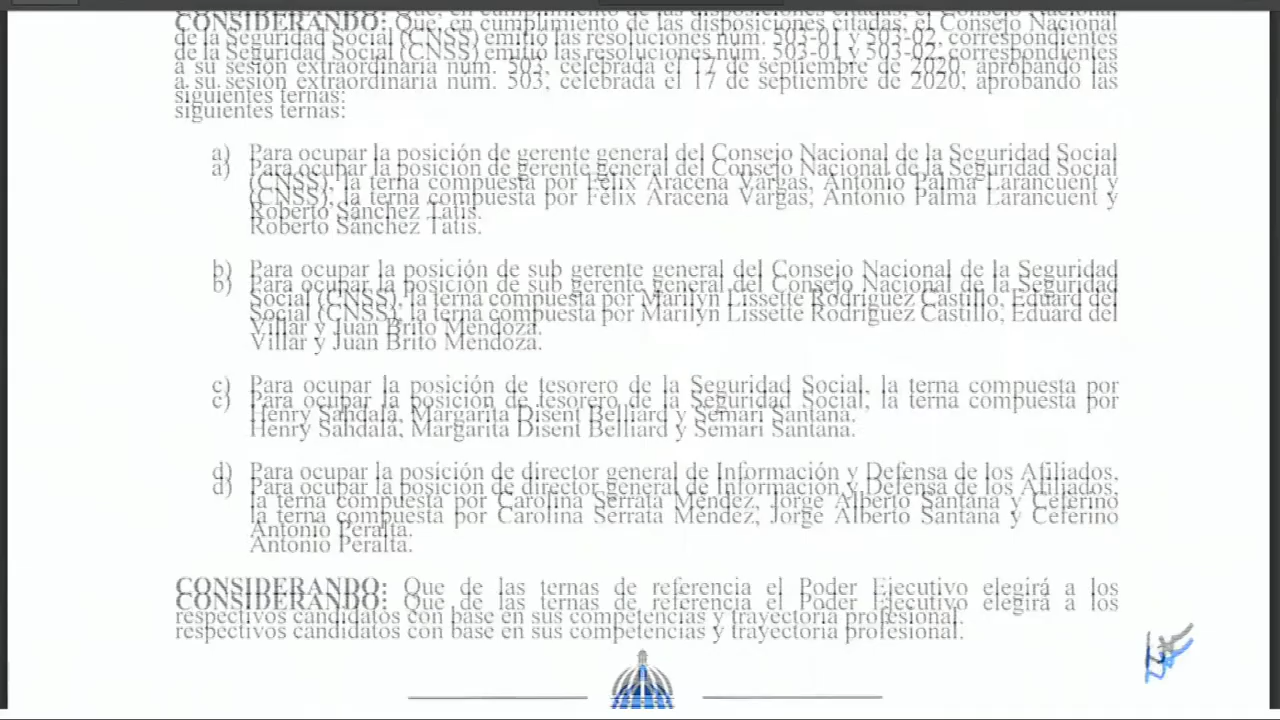 CONSIDERANDO: Que, en cumplimiento de las disposiciones citadas, el Consejo Nacional
de la Seguridad Social (CNSS) emitió las resoluciones núm. 503-01 y 503-02, correspondientes
a su sesión extraordinaria núm. 503, celebrada el 17 de septiembre de 2020, aprobando las
siguientes ternas:
a) Para ocupar la posición de gerente general del Consejo Nacional de la Seguridad Social
(CNSS), la terna compuesta por Félix Aracena Vargas, Antonio Palma Larancuent y
Roberto Sánchez Tatis.
b) Para ocupar la posición de sub gerente general del Consejo Nacional de la Seguridad
Social (CNSS), la terna compuesta por Marilyn Lissette Rodríguez Castillo, Eduard del
Villar y Juan Brito Mendoza.
c) Para ocupar la posición de tesorero de la Seguridad Social, la terna compuesta por
Henry Sahdalá, Margarita Disent Belliard y Semari Santana.
d) Para ocupar la posición de director general de Información y Defensa de los Afiliados,
la terna compuesta por Carolina Serrata Méndez, Jorge Alberto Santana y Ceferino
Antonio Peralta.
CONSIDERANDO: Que de las ternas de referencia el Poder Ejecutivo elegirá a los
respectivos candidatos con base en sus competencias y trayectoria profesional.